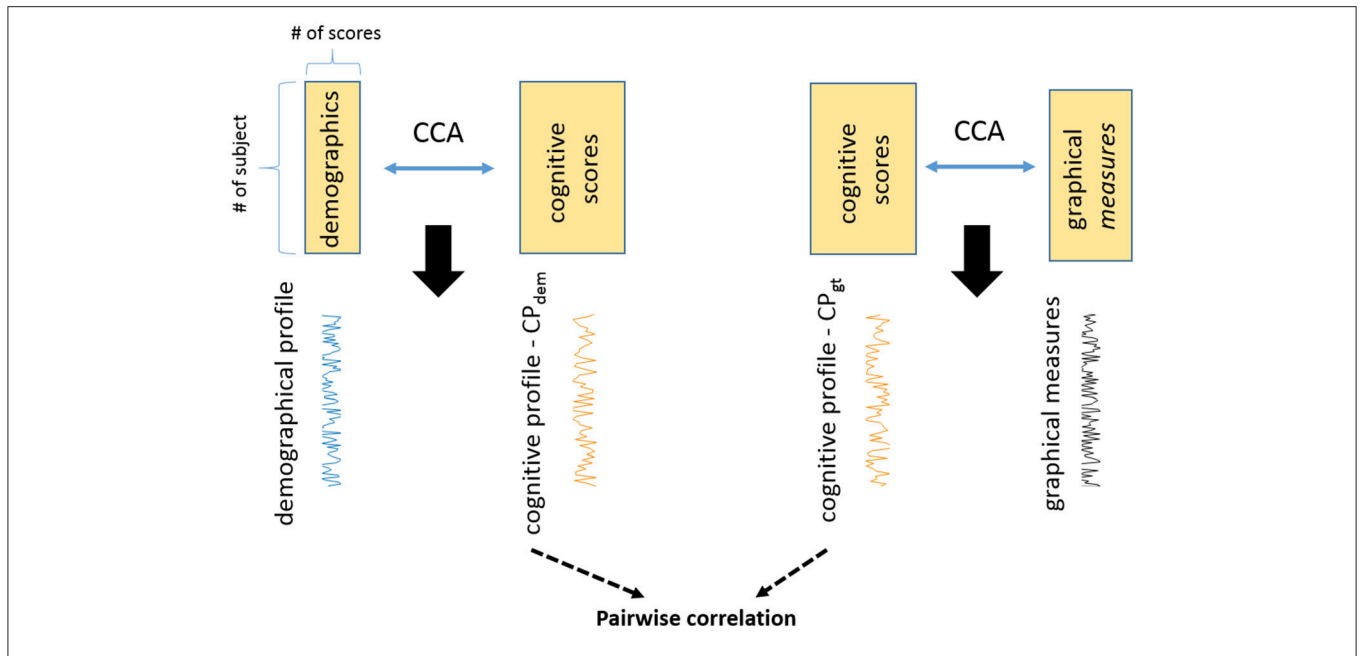 # of scores
# of subject
demographics
CCA
cognitive
scores
cognitive
scores
CCA
graphical
measures
demographical profile
cognitive profile - CPdem
cognitive profile - CPgt
graphical measures
Pairwise correlation